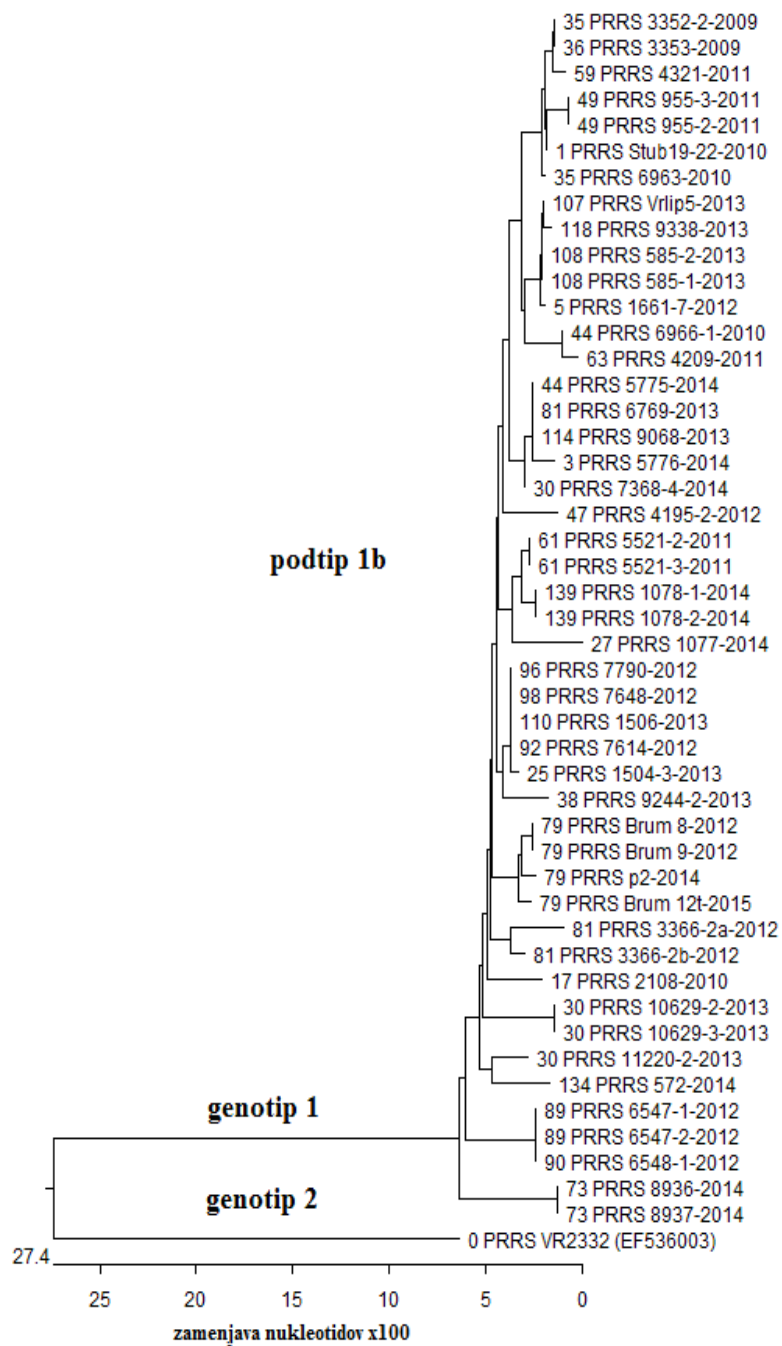 35 PRRS 3352-2-2009
36 PRRS 3353-2009
59 PRRS 4321-2011
49 PRRS 955-3-2011
49 PRRS 955-2-2011
1 PRRS Stub19-22-2010
35 PRRS 6963-2010
107 PRRS Vrlip5-2013
118 PRRS 9338-2013
108 PRRS 585-2-2013
108 PRRS 585-1-2013
5 PRRS 1661-7-2012
44 PRRS 6966-1-2010
63 PRRS 4209-2011
44 PRRS 5775-2014
81 PRRS 6769-2013
114 PRRS 9068-2013
3 PRRS 5776-2014
30 PRRS 7368-4-2014
47 PRRS 4195-2-2012
61 PRRS 5521-2-2011
podtip 1b
61 PRRS 5521-3-2011
139 PRRS 1078-1-2014
139 PRRS 1078-2-2014
27 PRRS 1077-2014
96 PRRS 7790-2012
98 PRRS 7648-2012
110 PRRS 1506-2013
92 PRRS 7614-2012
25 PRRS 1504-3-2013
38 PRRS 9244-2-2013
79 PRRS Brum 8-2012
79 PRRS Brum 9-2012
79 PRRS p2-2014
79 PRRS Brum 12t-2015
81 PRRS 3366-2a-2012
81 PRRS 3366-2b-2012
17 PRRS 2108-2010
30 PRRS 10629-2-2013
30 PRRS 10629-3-2013
30 PRRS 11220-2-2013
134 PRRS 572-2014
genotip 1
89 PRRS 6547-1-2012
89 PRRS 6547-2-2012
90 PRRS 6548-1-2012
73 PRRS 8936-2014
genotip 2
73 PRRS 8937-2014
0 PRRS VR2332 (EF536003)
27.4
25 20 15 10 5 0
zamenjava nukleotidov x100